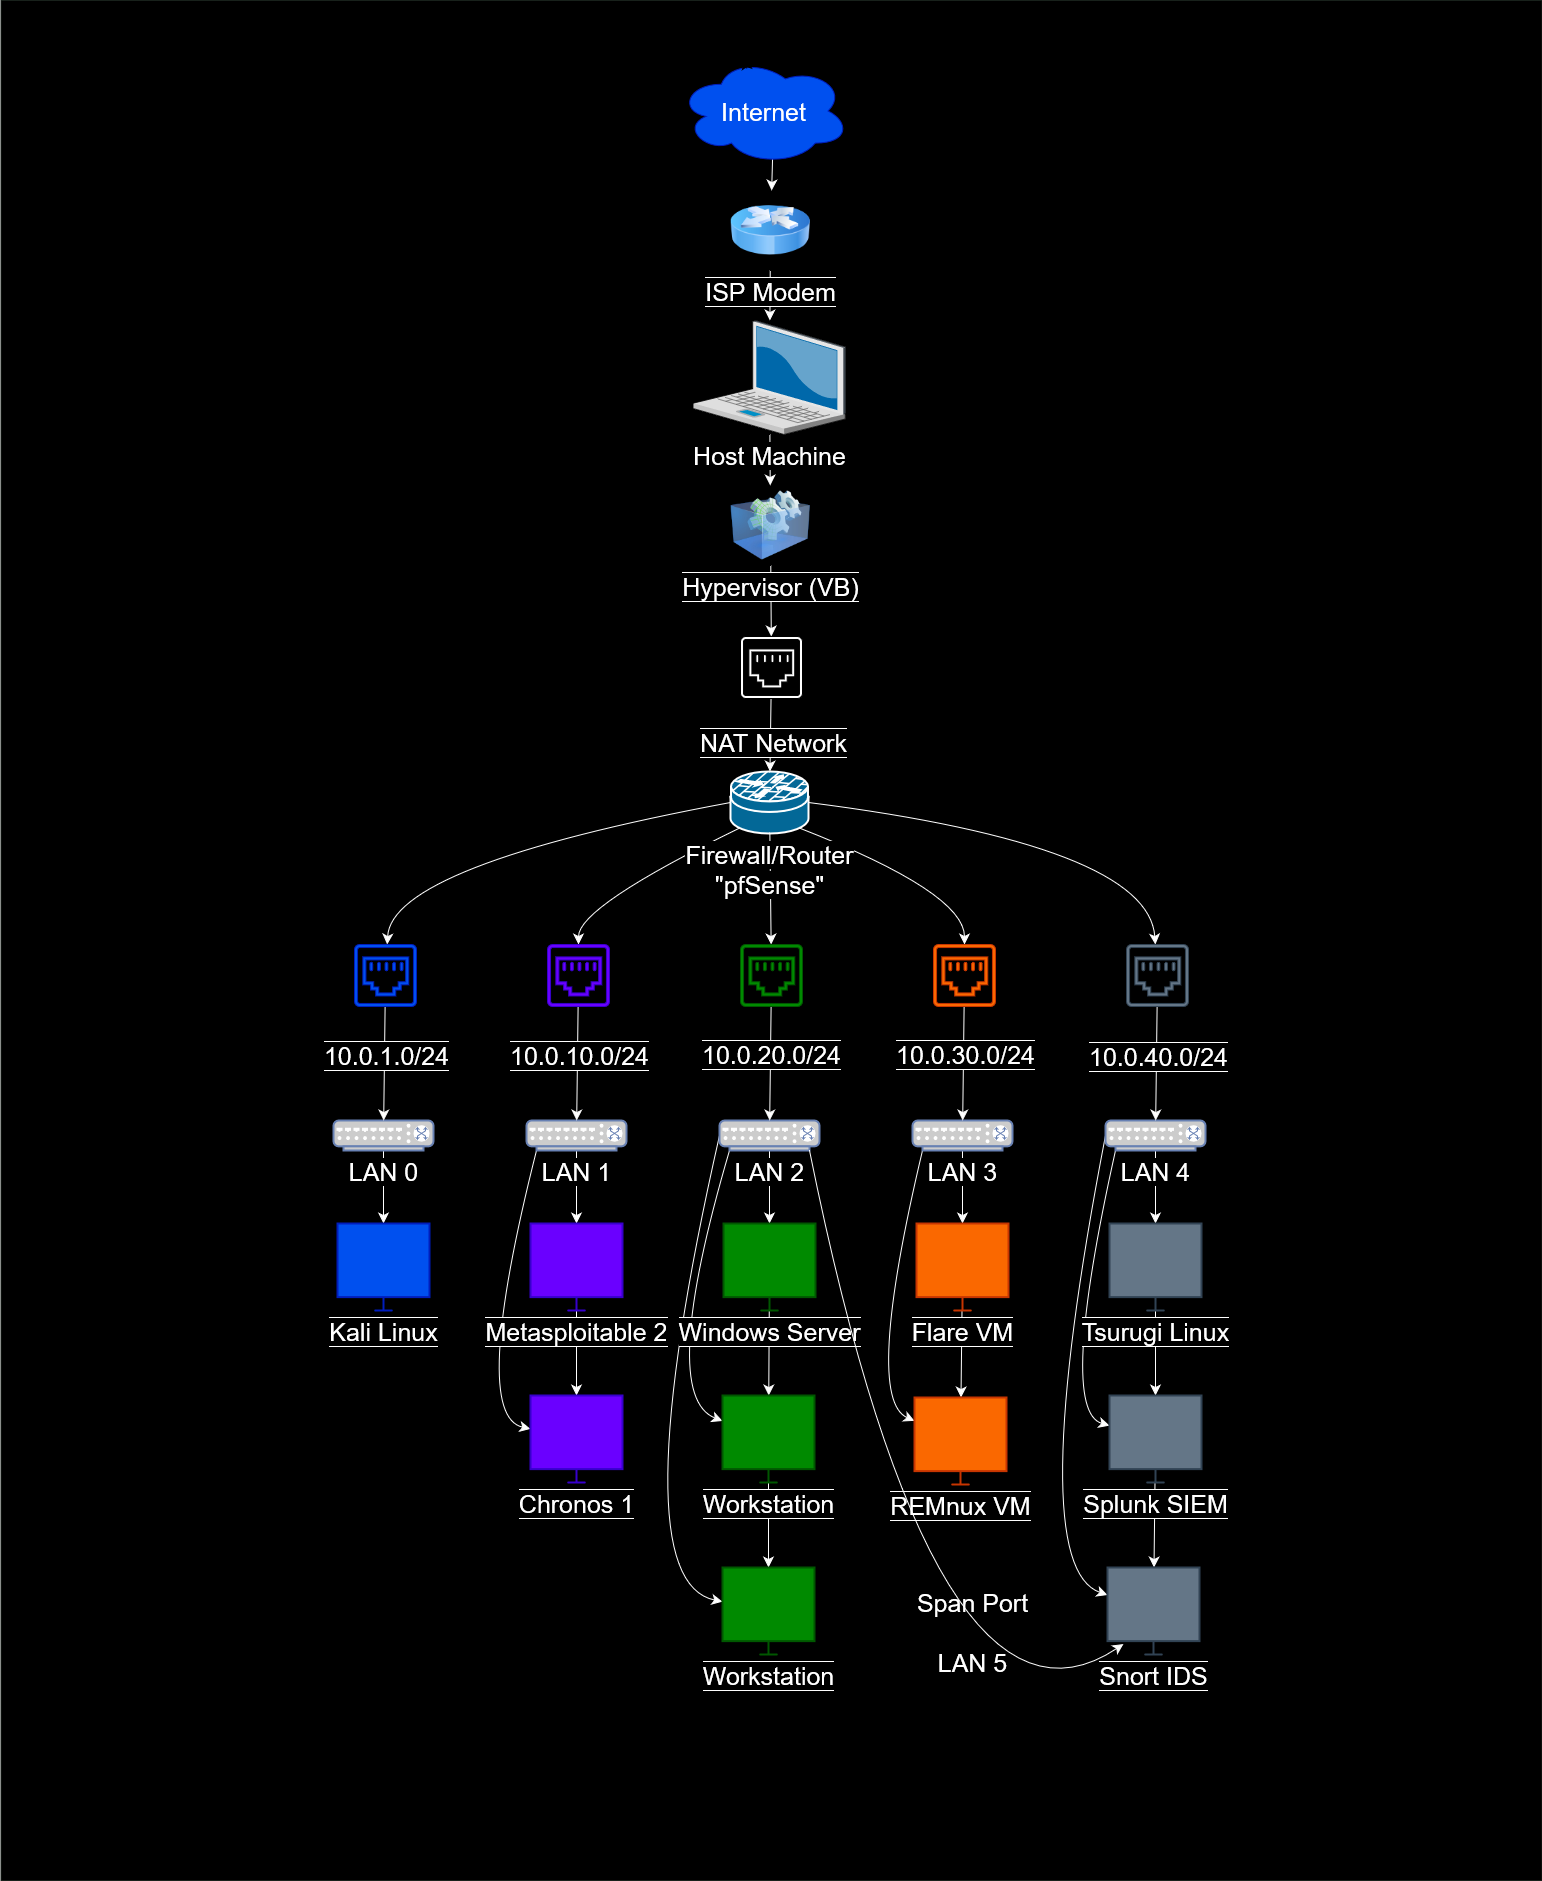 Internet
ISP Modem
Host Machine
Hypervisor (VB)
NAT Network
Firewall/Router
"pfSense"
10.0.1.0/24
10.0.10.0/24
10.0.20.0/24
10.0.30.0/24
10.0.40.0/24
LAN 0
LAN 1
LAN 2
LAN 3
LAN 4
Kali Linux
Metasploitable 2
Windows Server
Flare VM
Tsurugi Linux
Chronos 1
Workstation
REMnux VM
Splunk SIEM
Span Port
LAN 5
Workstation
Snort IDS